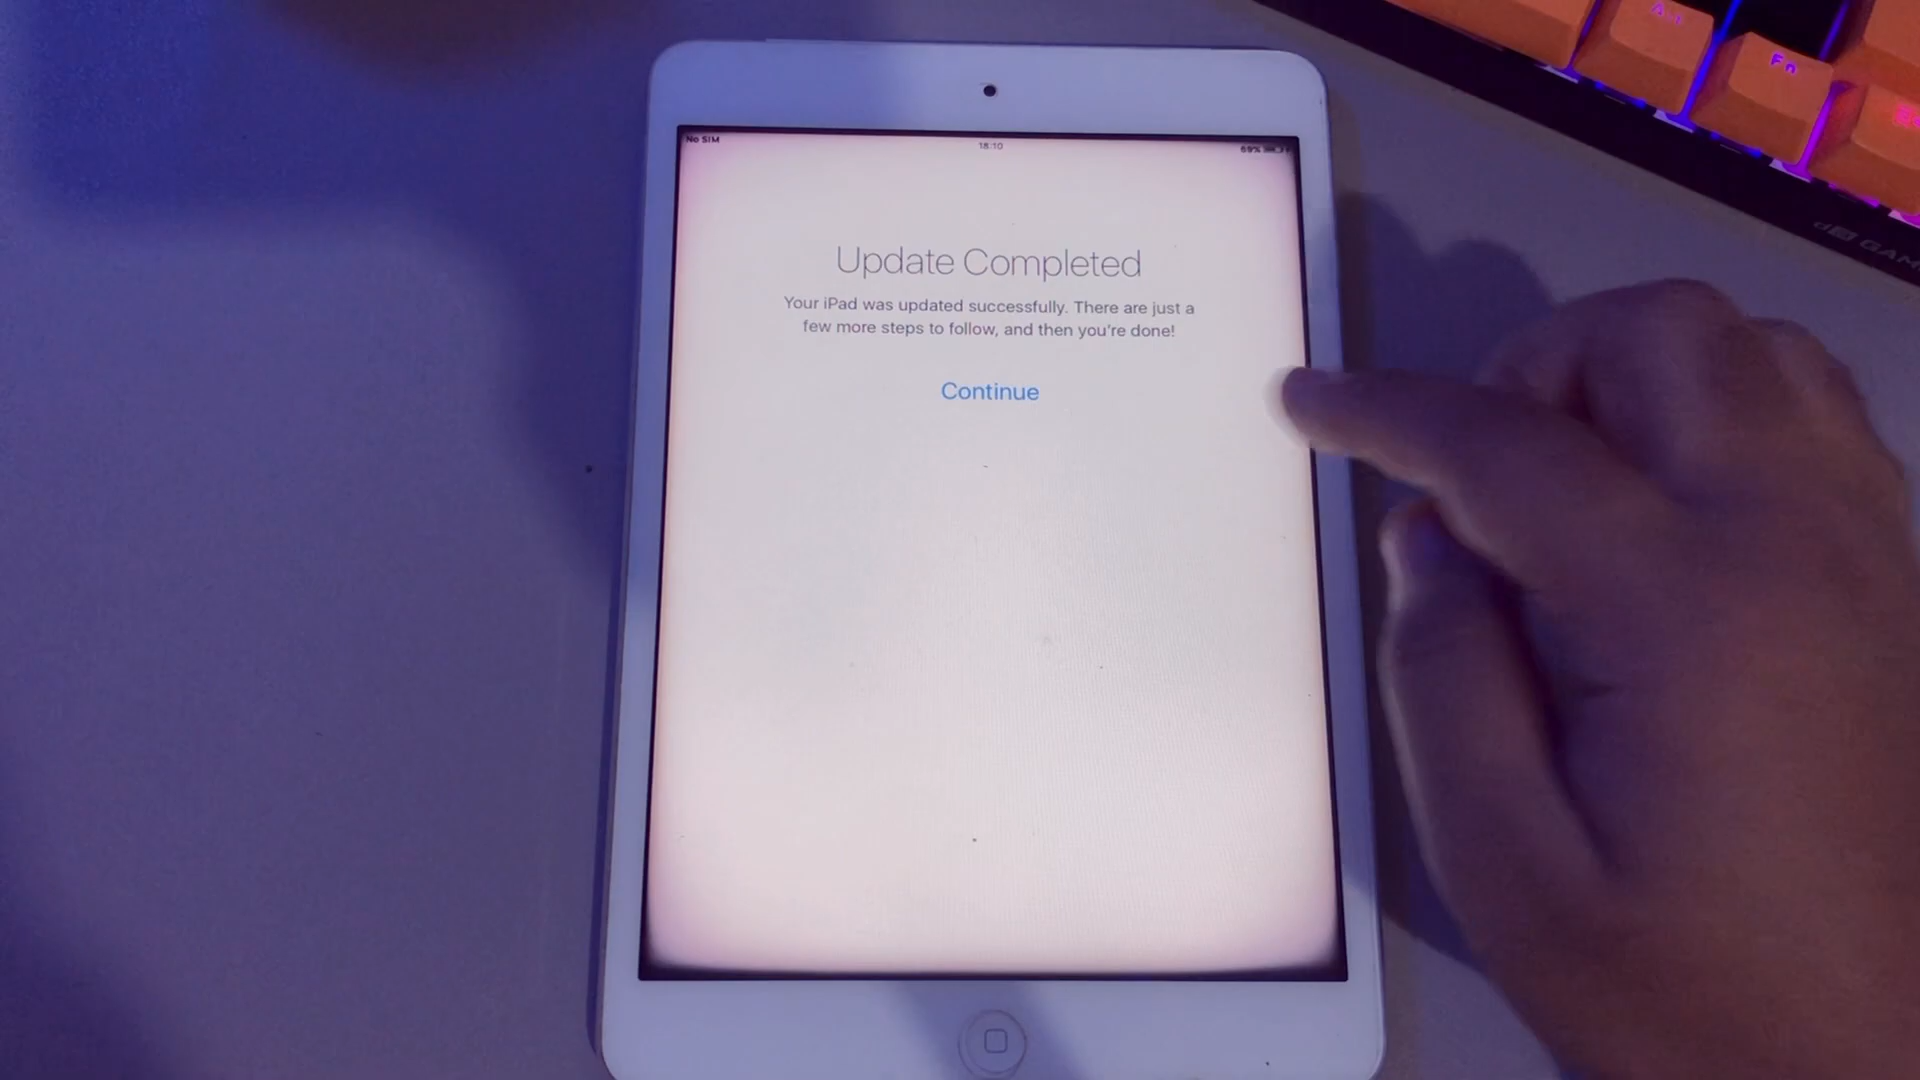 Fn
No SIM
18:10
69%
Update Completed
Your iPad was updated successfully. There are just a
few more steps to follow, and then you're done!
Continue